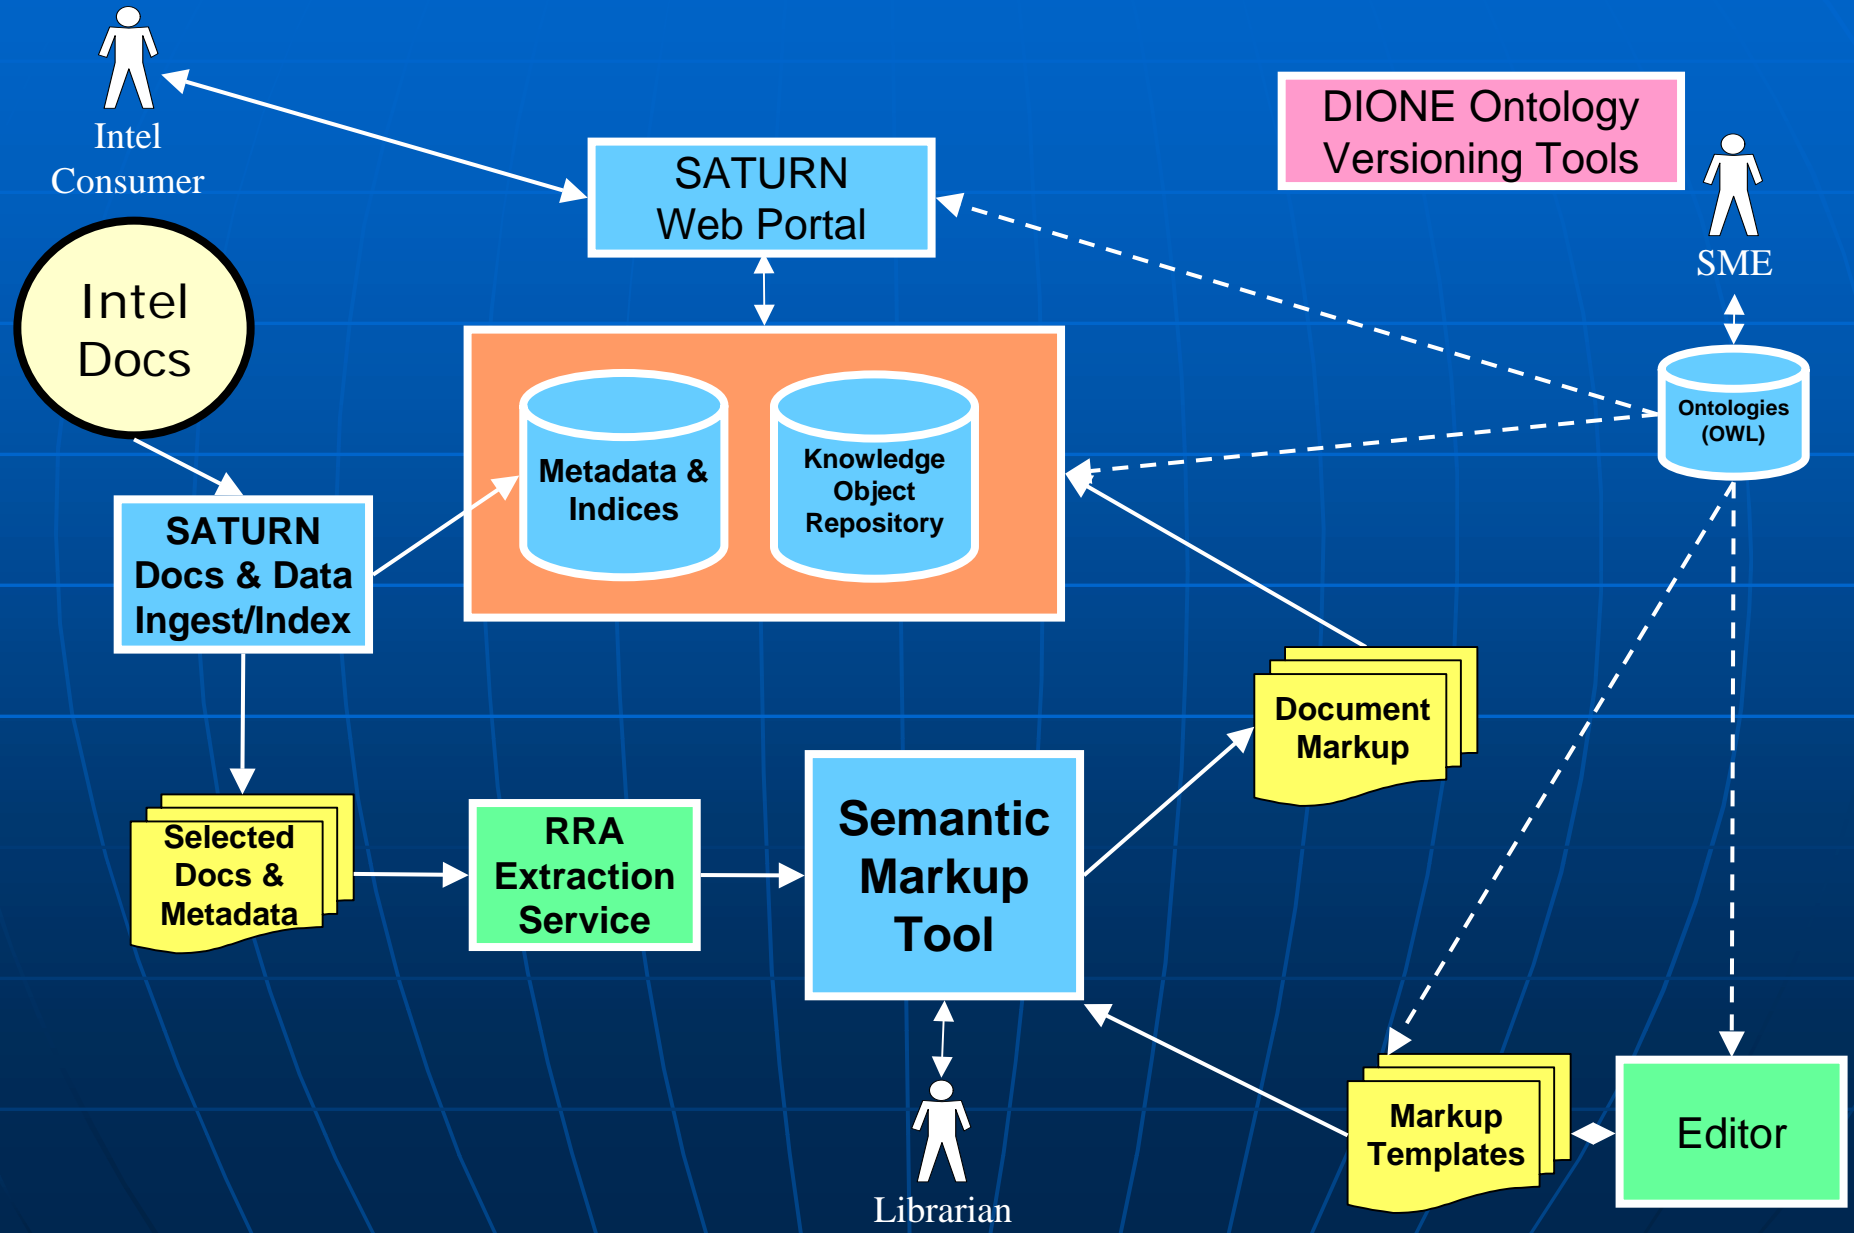 Intel
Consumer
SATURN
Web Portal
DIONE Ontology
Versioning Tools
SME
Intel
Docs
Ontologies
(OWL)
Metadata &
Indices
Knowledge
Object
Repository
SATURN
Docs & Data
Ingest/Index
Document
Markup
Selected
Docs &
Metadata
RRA
Extraction
Service
Semantic
Markup
Tool
Markup
Templates
Editor
Librarian